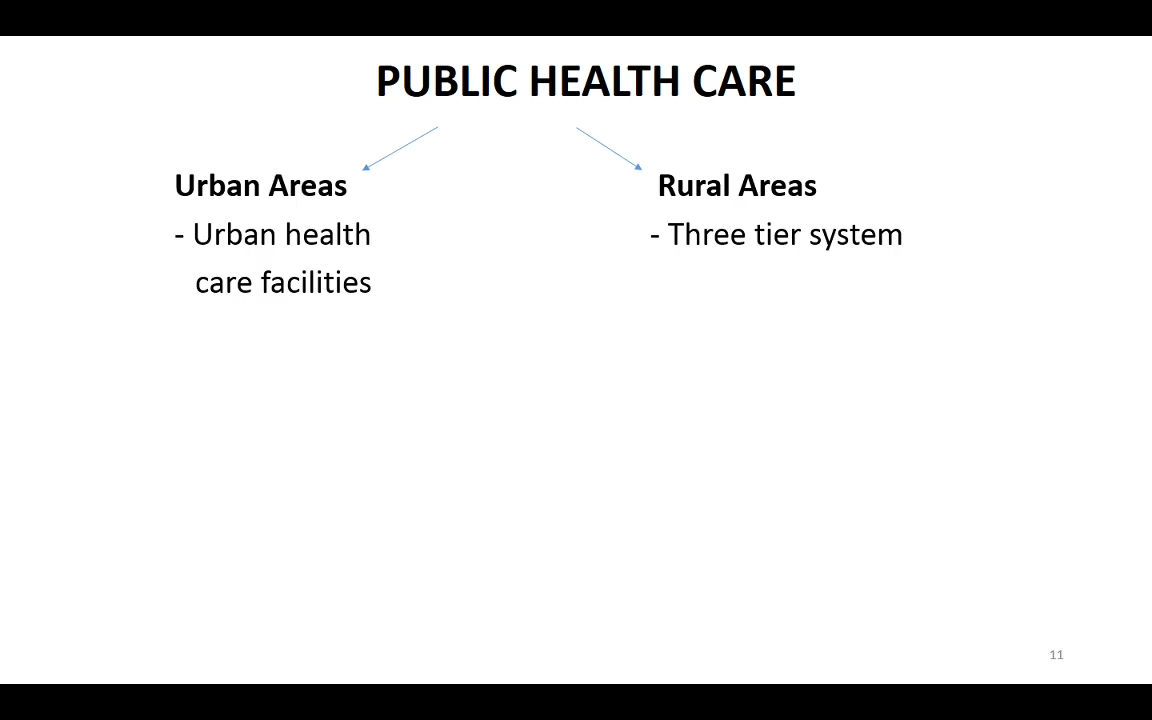 PUBLIC HEALTH CARE
Urban Areas
- Urban health
care facilities
Rural Areas
- Three tier system
11